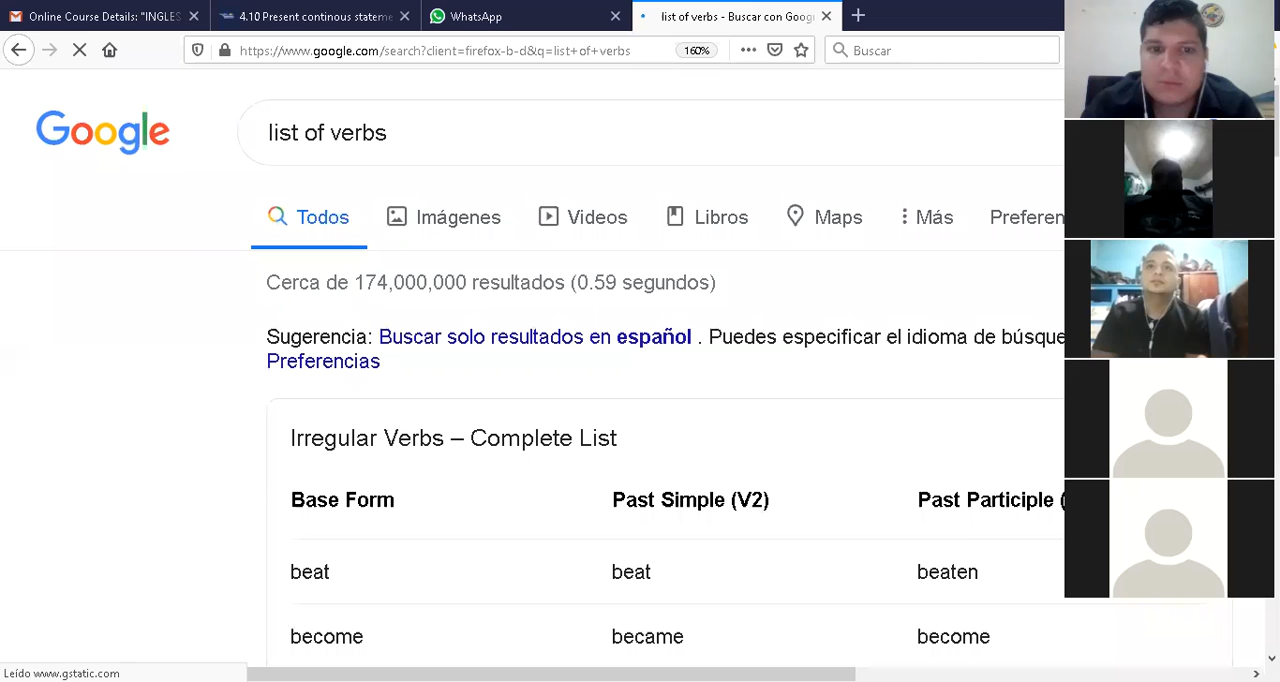 Online Course Details: "INGLES
4.10 Present continous stateme
WhatsApp
list of verbs - Buscar con Goog
https://www.google.com/search?client=firefox-b-d&q=list+of+verbs
160%
Buscar
Google
list of verbs
Todos
Imágenes
Videos
Libros
Maps
Más
Preferen
Cerca de 174,000,000 resultados (0.59 segundos)
Sugerencia: Buscar solo resultados en español . Puedes especificar el idioma de búsque
Preferencias
Irregular Verbs – Complete List
Base Form Past Simple (V2) Past Participle (
beat beat beaten
become became become
Leído www.gstatic.com